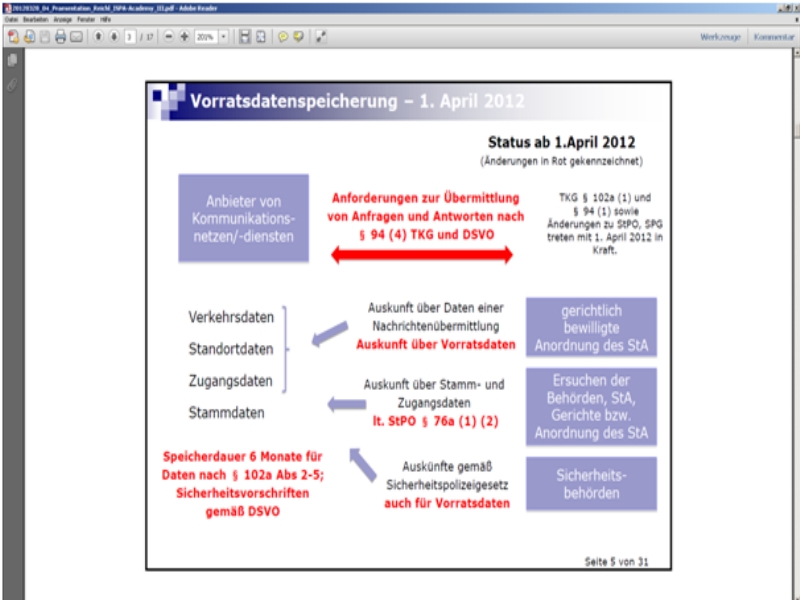 20120320_04_Praesentation_Reichl_ISPA-Academy_III.pdf - Adobe Reader
Datei Bearbeiten Anzeige Fenster Hilfe
3 / 17 201%
Werkzeuge Kommentar
Vorratsdatenspeicherung – 1. April 2012
Status ab 1.April 2012
(Änderungen in Rot gekennzeichnet)
Anbieter von
Kommunikations-
netzen/-diensten
Anforderungen zur Übermittlung
von Anfragen und Antworten nach
§ 94 (4) TKG und DSVO
TKG § 102a (1) und
§ 94 (1) sowie
Änderungen zu StPO, SPG
treten mit 1. April 2012 in
Kraft.
Verkehrsdaten
Standortdaten
Zugangsdaten
Stammdaten
Auskunft über Daten einer
Nachrichtenübermittlung
Auskunft über Vorratsdaten
gerichtlich
bewilligte
Anordnung des StA
Auskunft über Stamm- und
Zugangsdaten
lt. StPO § 76a (1) (2)
Ersuchen der
Behörden, StA,
Gerichte bzw.
Anordnung des StA
Speicherdauer 6 Monate für
Daten nach § 102a Abs 2-5;
Sicherheitsvorschriften
gemäß DSVO
Auskünfte gemäß
Sicherheitspolizeigesetz
auch für Vorratsdaten
Sicherheits-
behörden
Seite 5 von 31